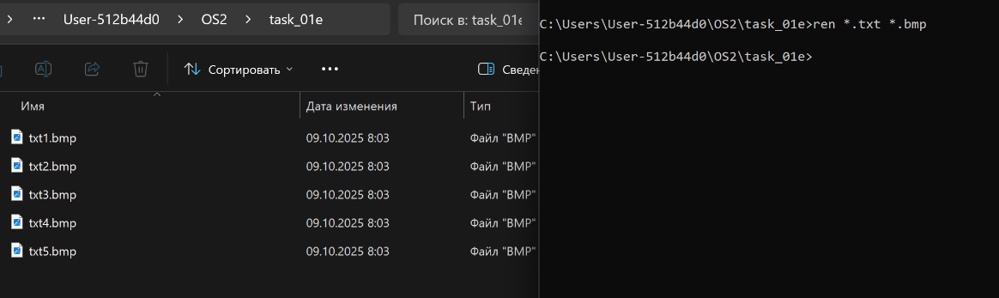 User-512b44d0 OS2 task_01e Поиск в: task_01e
Сортировать Сведен
Имя Дата изменения Тип
txt1.bmp 09.10.2025 8:03 Файл "BMP"
txt2.bmp 09.10.2025 8:03 Файл "BMP"
txt3.bmp 09.10.2025 8:03 Файл "BMP"
txt4.bmp 09.10.2025 8:03 Файл "BMP"
txt5.bmp 09.10.2025 8:03 Файл "BMP"
C:\Users\User-512b44d0\OS2\task_01e>ren *.txt *.bmp
C:\Users\User-512b44d0\OS2\task_01e>